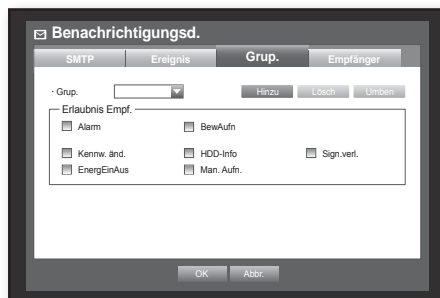 Benachrichtigungsd.
SMTP Ereignis Grup. Empfänger
· Grup. Hinzu Lösch Umben
Erlaubnis Empf.
Alarm BewAufn
Kennw. änd. HDD-Info Sign.verl.
EnergEinAus Man. Aufn.
OK Abbr.